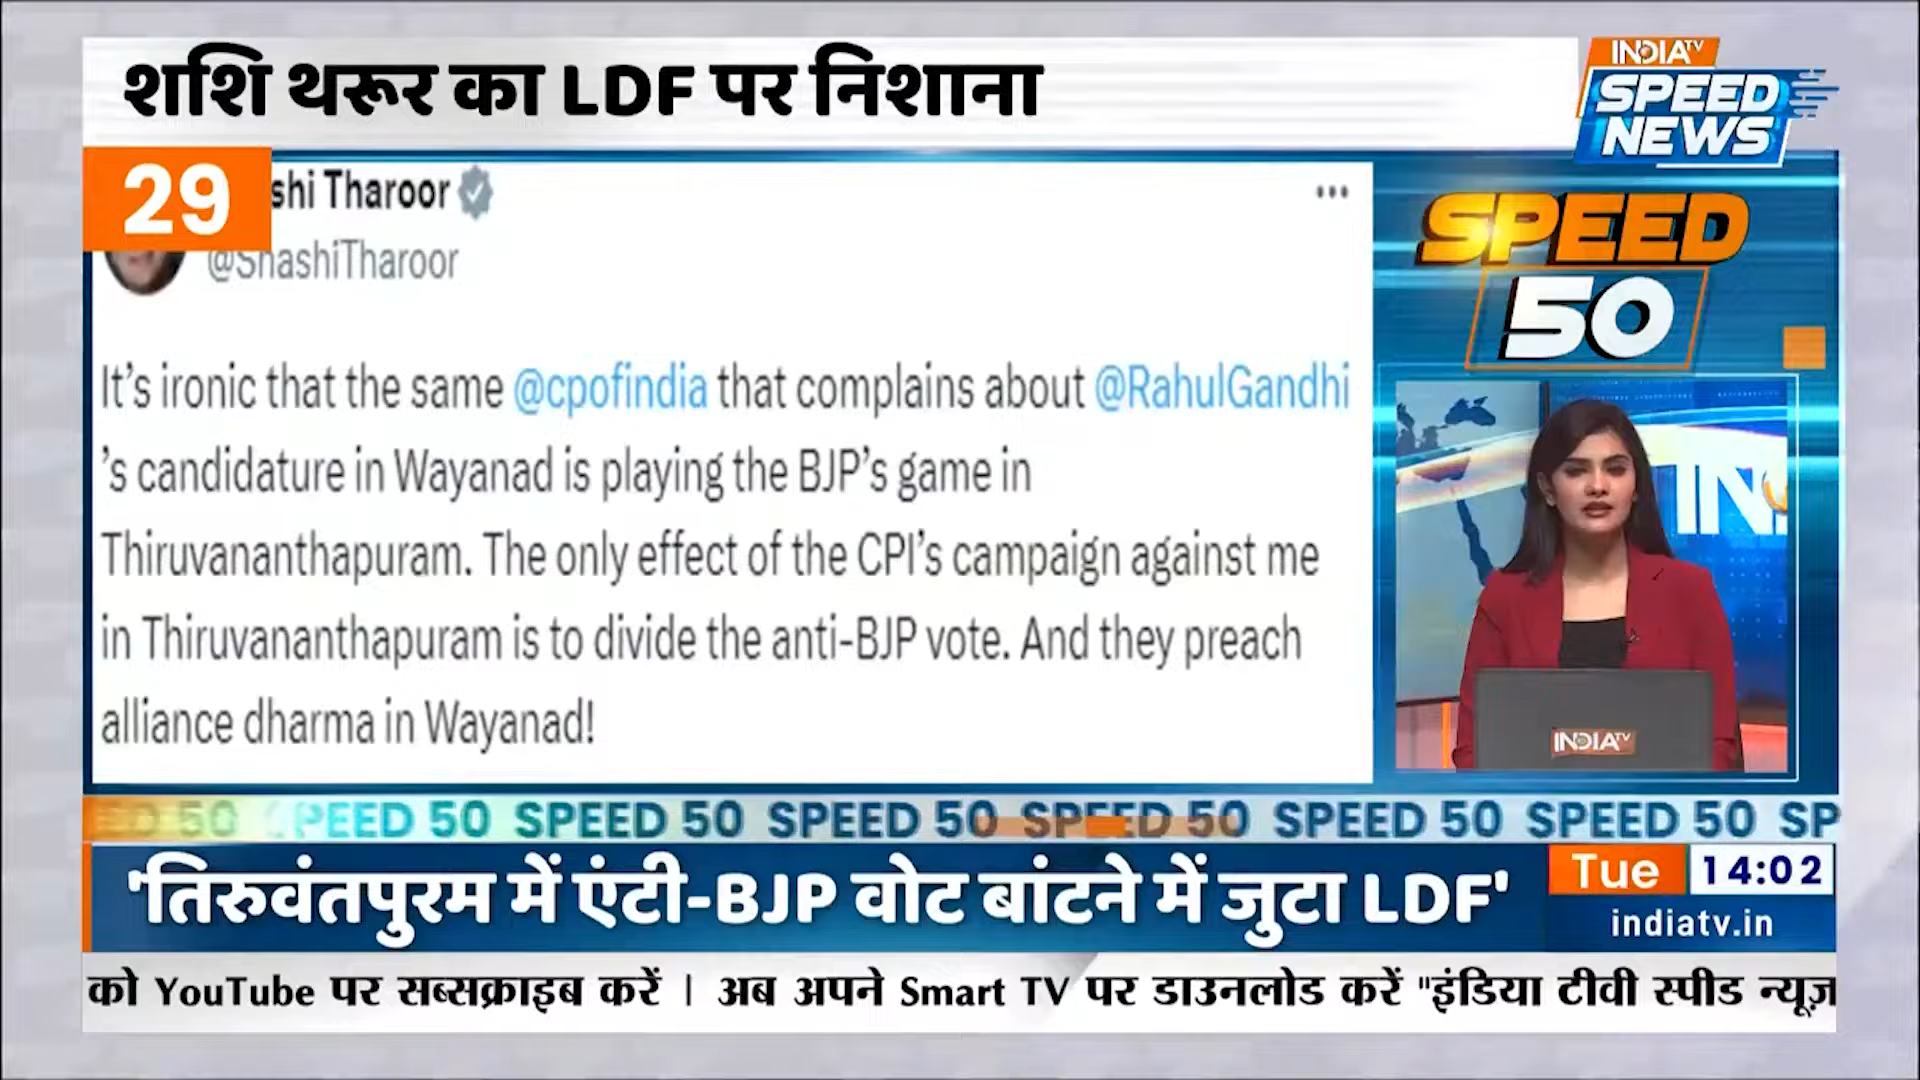 शशि थरूर का LDF पर निशाना
INDIA TV
SPEED
NEWS
29
shi Tharoor
@ShashiTharoor
It's ironic that the same @cpofindia that complains about @RahulGandhi
's candidature in Wayanad is playing the BJP's game in
Thiruvananthapuram. The only effect of the CPI's campaign against me
in Thiruvananthapuram is to divide the anti-BJP vote. And they preach
alliance dharma in Wayanad!
SPEED
50
IN
INDIA TV
ED 50 SPEED 50 SPEED 50 SPEED 50 SPEED 50 SPEED 50 SPEED 50 SP
'तिरुवंतपुरम में एंटी-BJP वोट बांटने में जुटा LDF'
Tue 14:02
indiatv.in
को YouTube पर सब्सक्राइब करें | अब अपने Smart TV पर डाउनलोड करें "इंडिया टीवी स्पीड न्यूज़